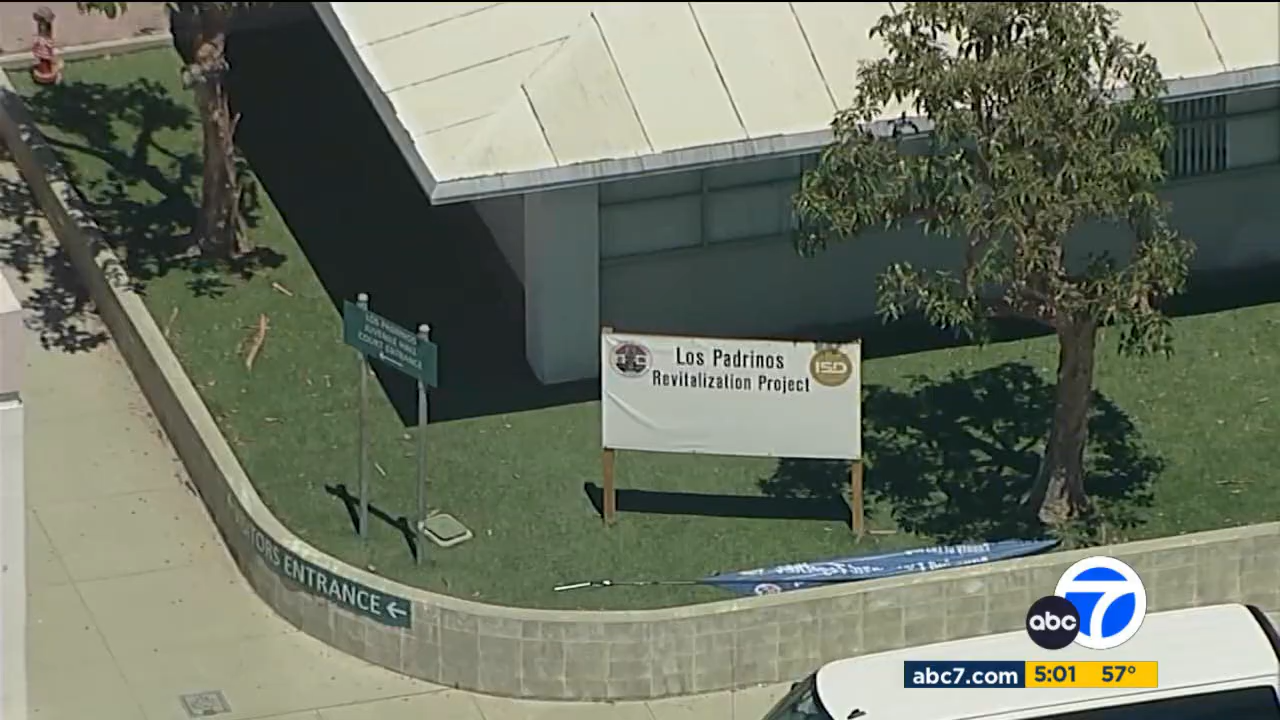 LOS PADRINOS
JUVENILE HALL
COURT ENTRANCE
Los Padrinos
Revitalization Project
ISD
ENTRANCE ←
abc 7
abc7.com 5:01 57°